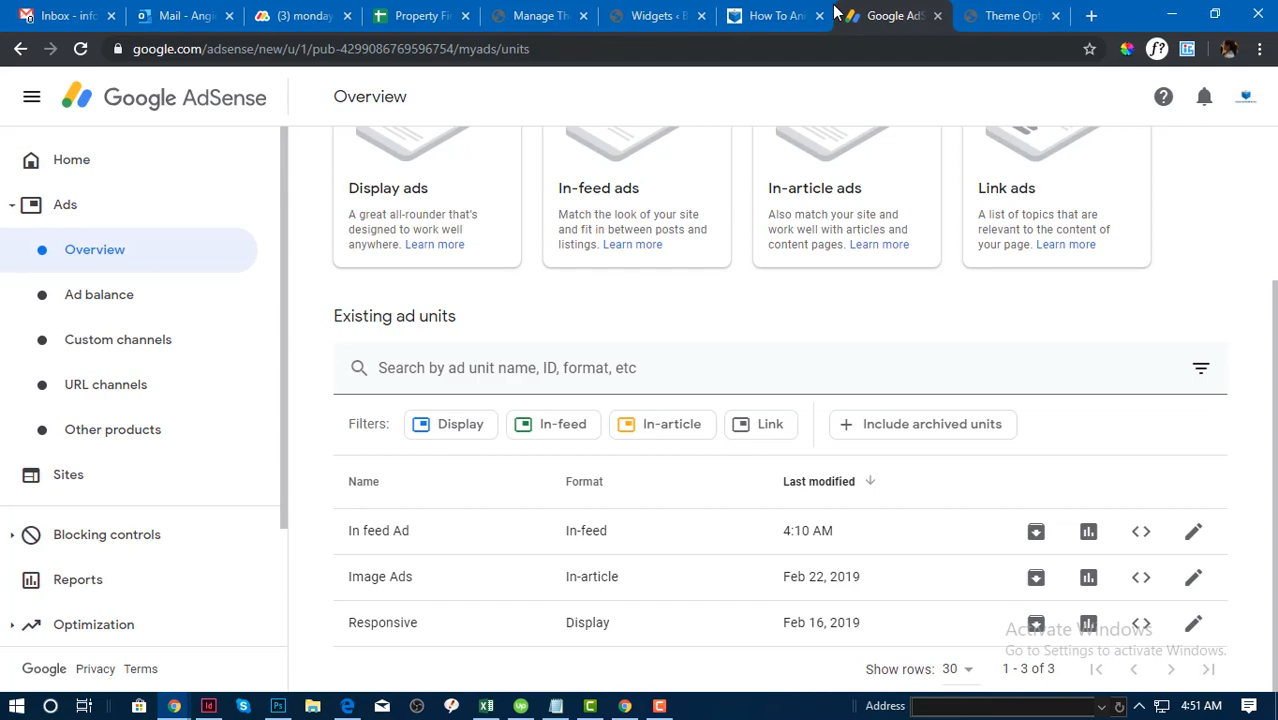 Inbox - info
Mail - Angi
(3) monday
Property Fi
Manage Th
Widgets ‹ B
How To Ani
Google AdS
Theme Opt
google.com/adsense/new/u/1/pub-4299086769596754/myads/units
f?
Google AdSense
Overview
Home
Ads
Overview
Ad balance
Custom channels
URL channels
Other products
Sites
Blocking controls
Reports
Optimization
Google Privacy Terms
Display ads
A great all-rounder that's
designed to work well
anywhere. Learn more
In-feed ads
Match the look of your site
and fit in between posts and
listings. Learn more
In-article ads
Also match your site and
work well with articles and
content pages. Learn more
Link ads
A list of topics that are
relevant to the content of
your page. Learn more
Existing ad units
Search by ad unit name, ID, format, etc
Filters: Display In-feed In-article Link + Include archived units
Name Format Last modified
In feed Ad In-feed 4:10 AM
Image Ads In-article Feb 22, 2019
Responsive Display Feb 16, 2019
Activate Windows
Go to Settings to activate Windows.
Show rows: 30 1 - 3 of 3
Address 4:51 AM